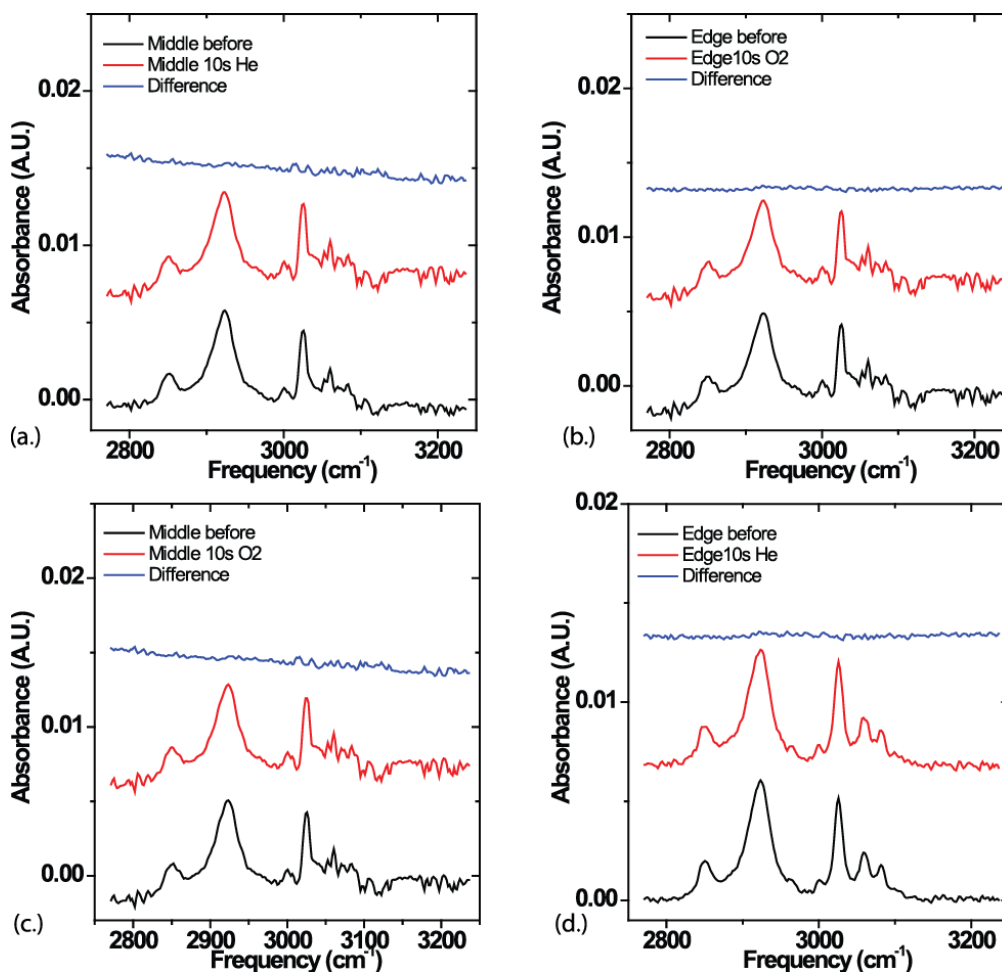 Middle before
Middle 10s He
Difference
0.02
0.01
0.00
Absorbance (A.U.)
2800
3000
3200
Frequency (cm-1)
(a.)
Edge before
Edge10s O2
Difference
0.02
0.01
0.00
Absorbance (A.U.)
2800
3000
3200
Frequency (cm-1)
(b.)
Middle before
Middle 10s O2
Difference
0.02
0.01
0.00
Absorbance (A.U.)
2800 2900 3000 3100 3200
Frequency (cm-1)
(c.)
Edge before
Edge10s He
Difference
0.02
0.01
0.00
Absorbance (A.U.)
2800
3000
3200
Frequency (cm-1)
(d.)